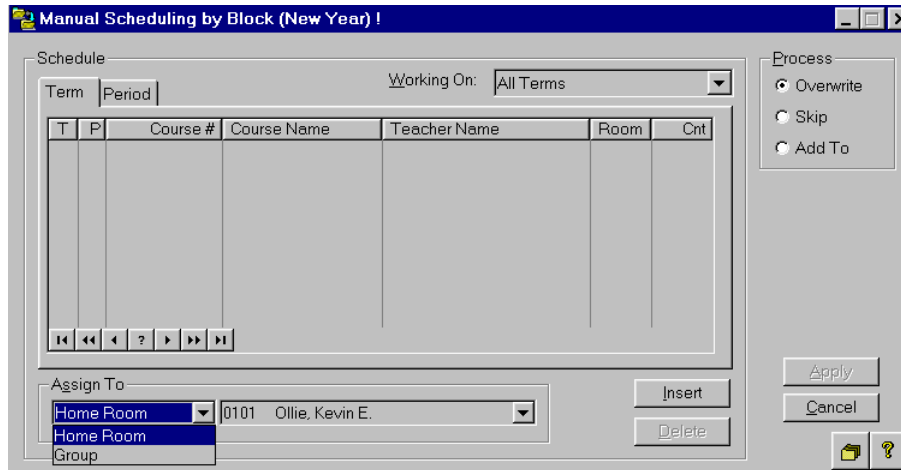 Manual Scheduling by Block (New Year) !
Schedule
Process
Working On: All Terms
Term Period
Overwrite
Skip
Add To
T P Course # Course Name Teacher Name Room Cnt
?
Assign To
Home Room 0101 Ollie, Kevin E.
Home Room
Group
Insert
Delete
Apply
Cancel
?